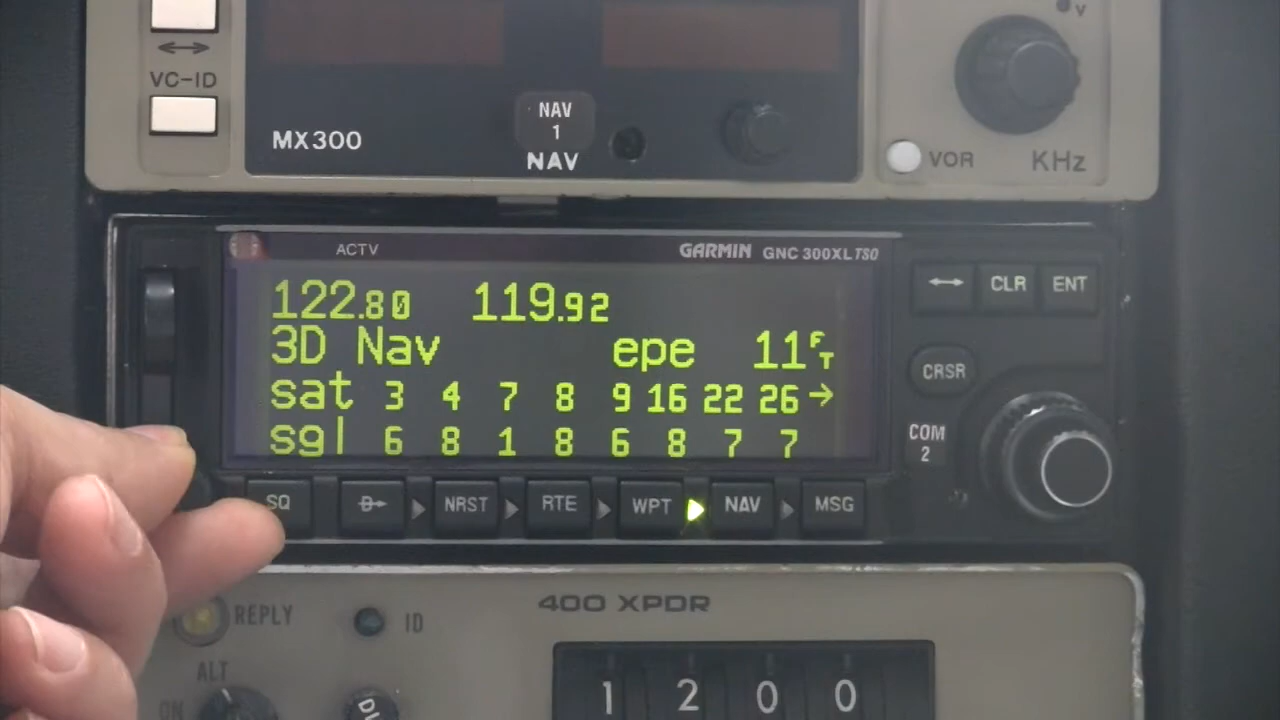 V
VC-ID
NAV
1
MX300
NAV
VOR KHz
ACTV GARMIN GNC 300XL TSO
122.80 119.92
3D Nav epe 11FT
sat 3 4 7 8 9 16 22 26→
sgl 6 8 1 8 6 8 7 7
↔ CLR ENT
CRSR
COM
2
SQ D→ NRST RTE WPT NAV MSG
400 XPDR
REPLY ID
ALT
ON
1 2 0 0